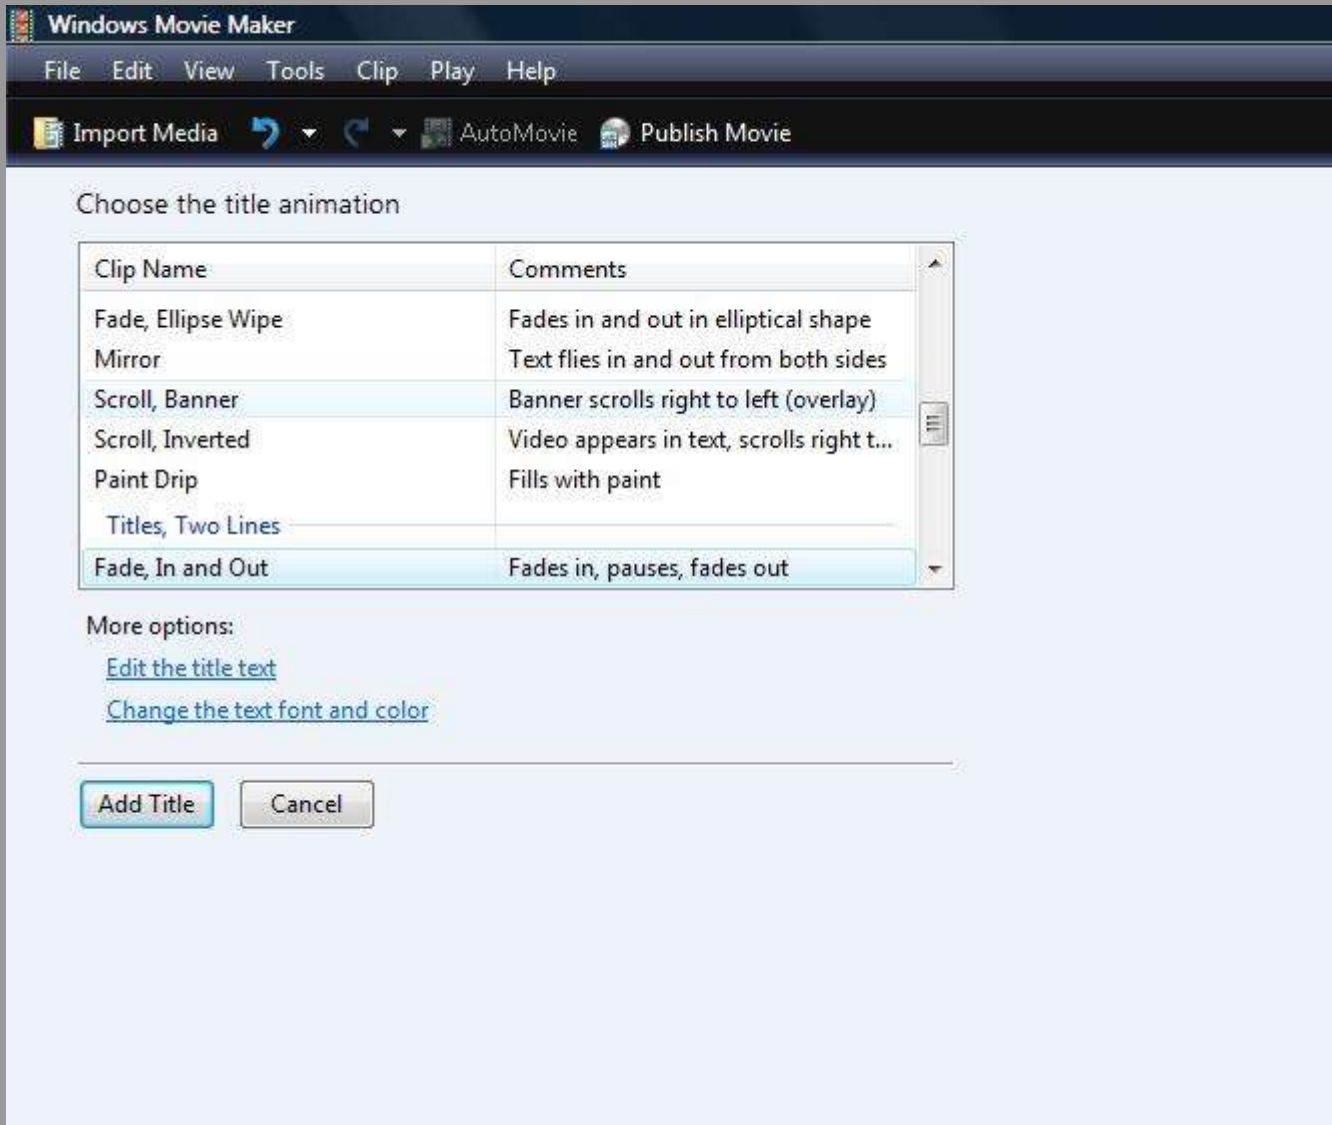 Windows Movie Maker
File Edit View Tools Clip Play Help
Import Media AutoMovie Publish Movie
Choose the title animation
Clip Name Comments
Fade, Ellipse Wipe Fades in and out in elliptical shape
Mirror Text flies in and out from both sides
Scroll, Banner Banner scrolls right to left (overlay)
Scroll, Inverted Video appears in text, scrolls right t...
Paint Drip Fills with paint
Titles, Two Lines
Fade, In and Out Fades in, pauses, fades out
More options:
Edit the title text
Change the text font and color
Add Title Cancel